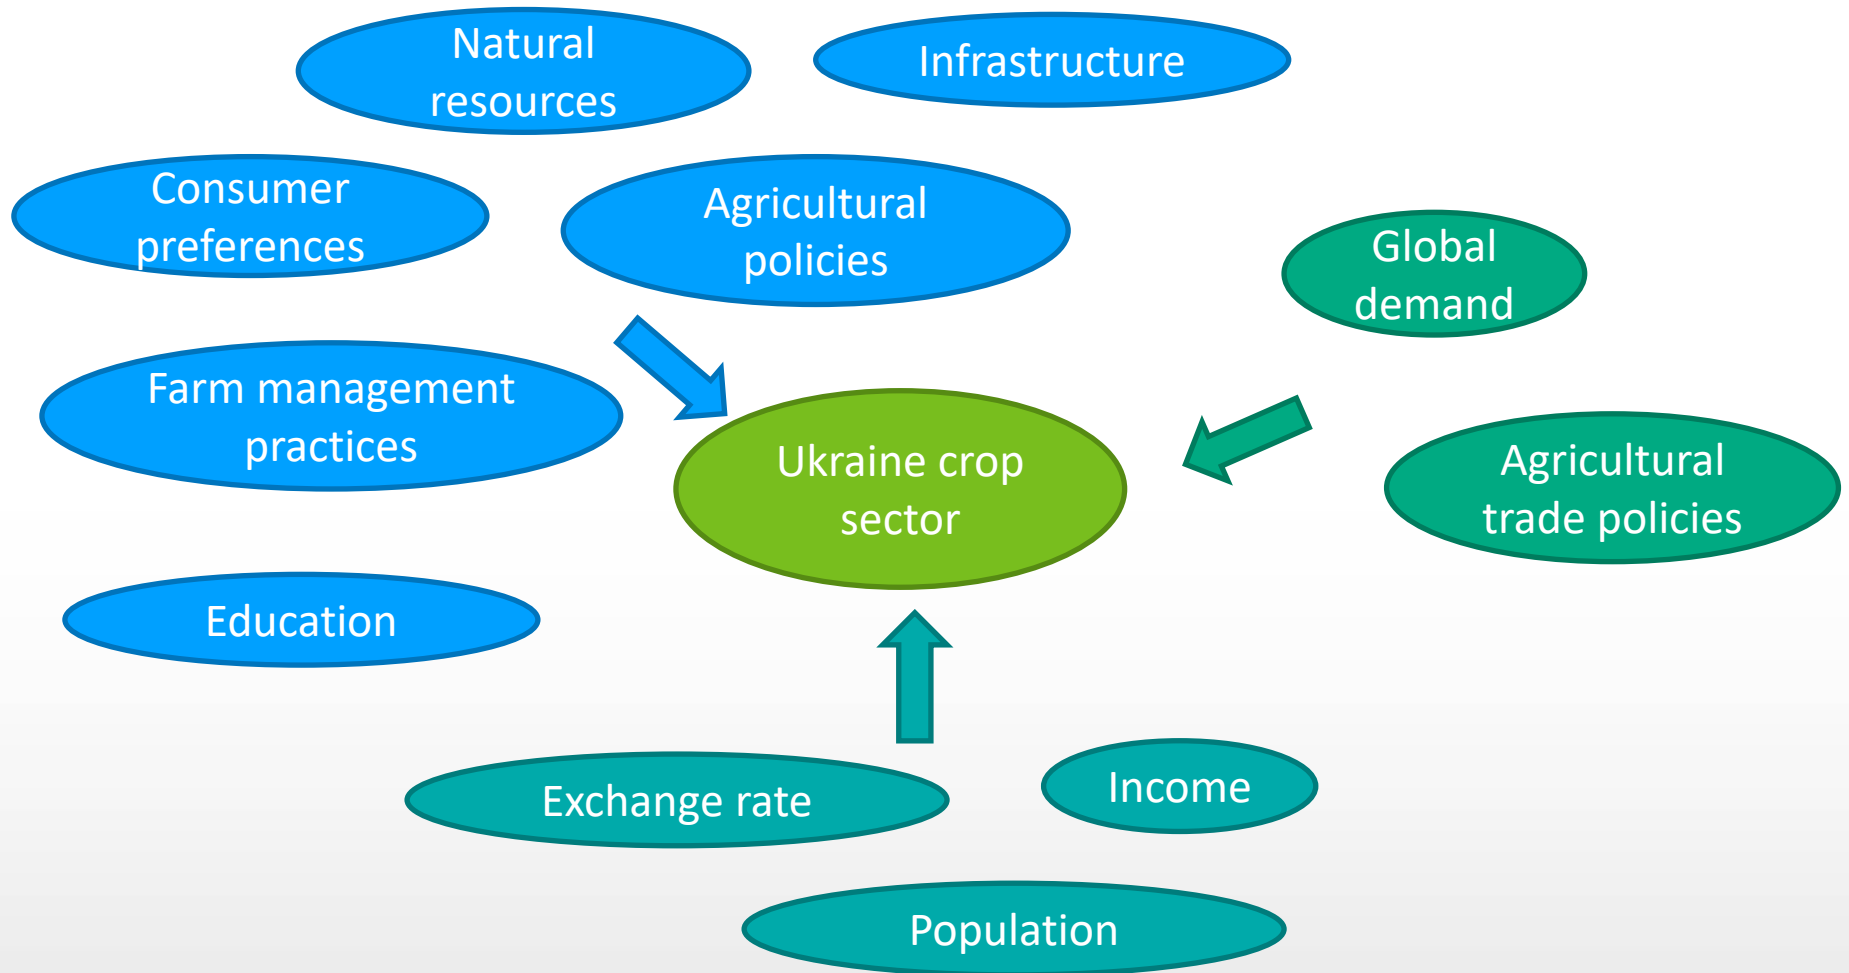 Natural
resources
Infrastructure
Consumer
preferences
Agricultural
policies
Global
demand
Farm management
practices
Ukraine crop
sector
Agricultural
trade policies
Education
Exchange rate
Income
Population